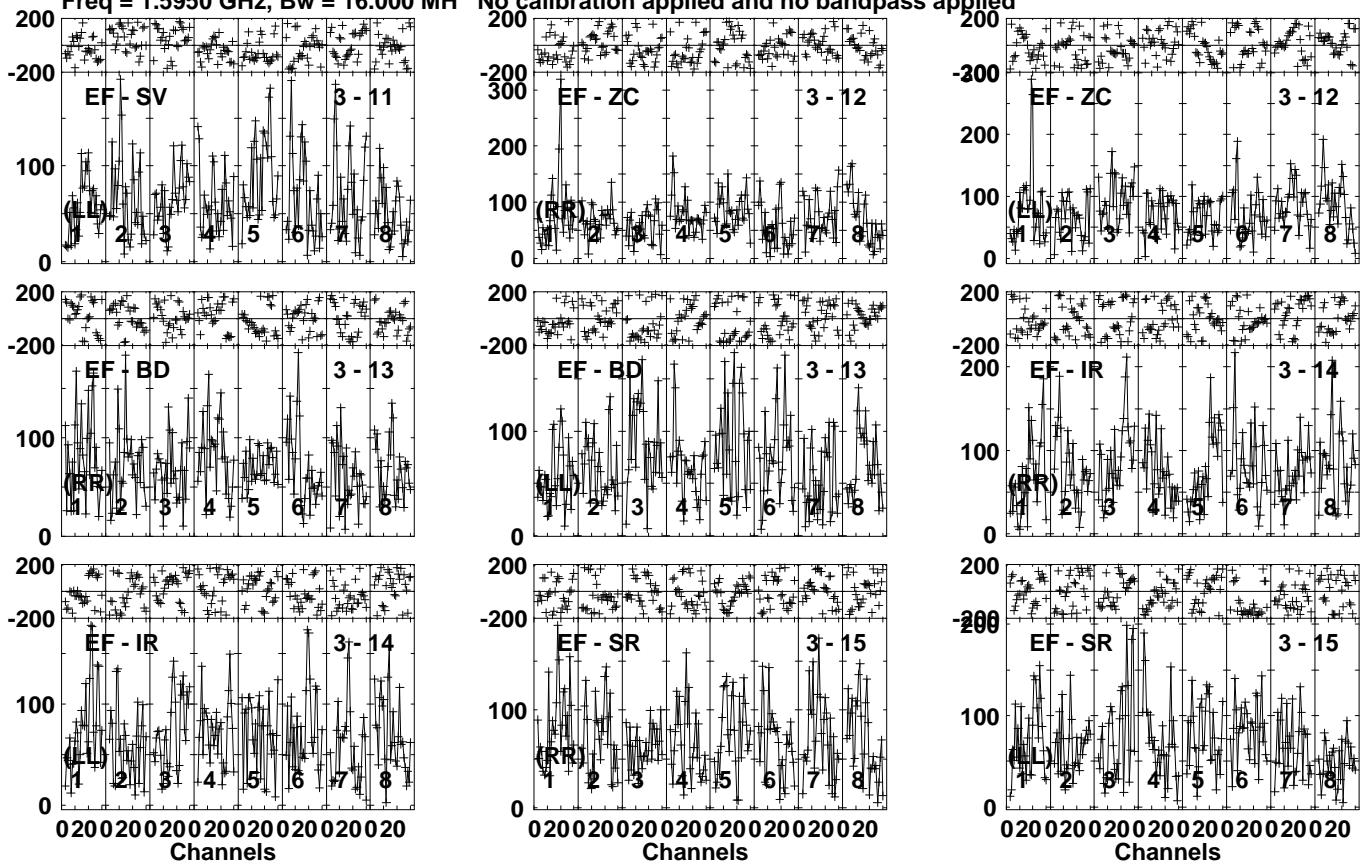 Freq = 1.5950 GHz, Bw = 16.000 MH No calibration applied and no bandpass applied
200 200 200
-200 -200 -200
300 300
EF - SV 3 - 11 EF - ZC 3 - 12 EF - ZC 3 - 12
200 200
100 100 100
(LL) (RR) (LL)
1 2 3 4 5 6 7 8 1 2 3 4 5 6 7 8 1 2 3 4 5 6 7 8
0 0 0
200 200 200
-200 -200 -200
EF - BD 3 - 13 EF - BD 3 - 13 EF - IR 3 - 14
100 100 100
(RR) (LL) (RR)
1 2 3 4 5 6 7 8 1 2 3 4 5 6 7 8 1 2 3 4 5 6 7 8
0 0 0
200 200 200
-200 -200 -200
200
EF - IR 3 - 14 EF - SR 3 - 15 EF - SR 3 - 15
100 100 100
(LL) (RR) (LL)
1 2 3 4 5 6 7 8 1 2 3 4 5 6 7 8 1 2 3 4 5 6 7 8
0 0 0
0 20 0 20 0 20 0 20 0 20 0 20 0 20 0 20 0 20 0 20 0 20 0 20 0 20 0 20 0 20 0 20 0 20 0 20 0 20 0 20 0 20 0 20 0 20 0 20
Channels Channels Channels